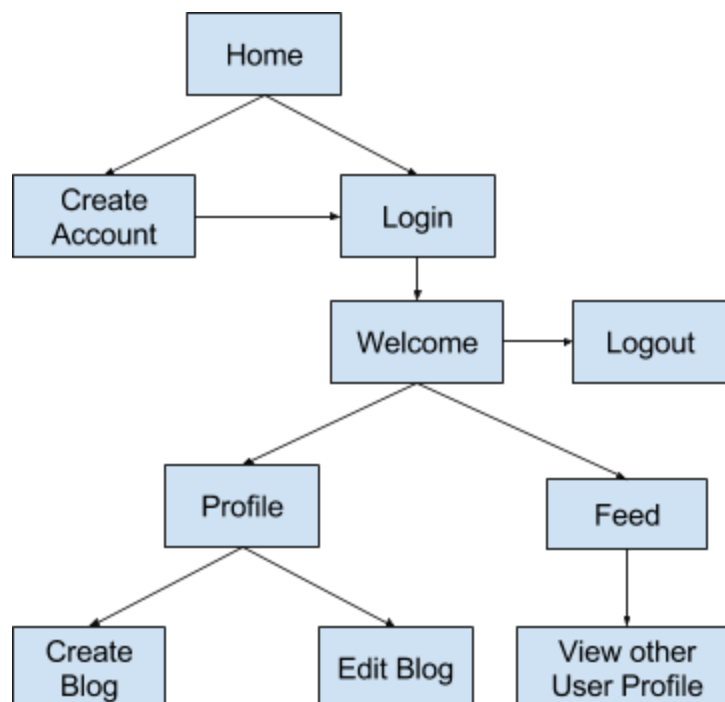 Home
Create
Account
Login
Welcome
Logout
Profile
Feed
Create
Blog
Edit Blog
View other
User Profile